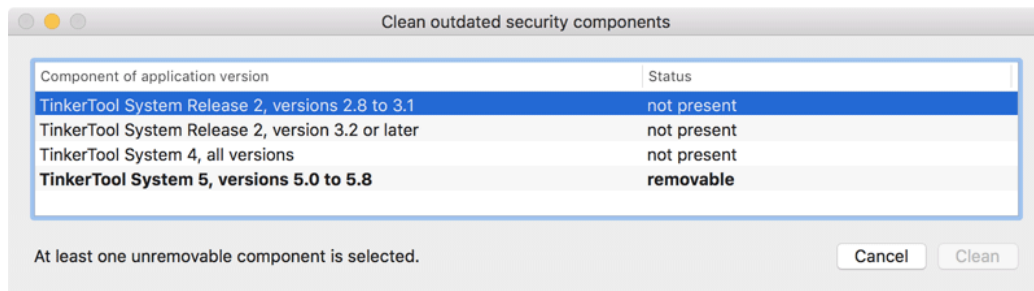 Clean outdated security components
Component of application version Status
TinkerTool System Release 2, versions 2.8 to 3.1 not present
TinkerTool System Release 2, version 3.2 or later not present
TinkerTool System 4, all versions not present
TinkerTool System 5, versions 5.0 to 5.8 removable
At least one unremovable component is selected. Cancel Clean